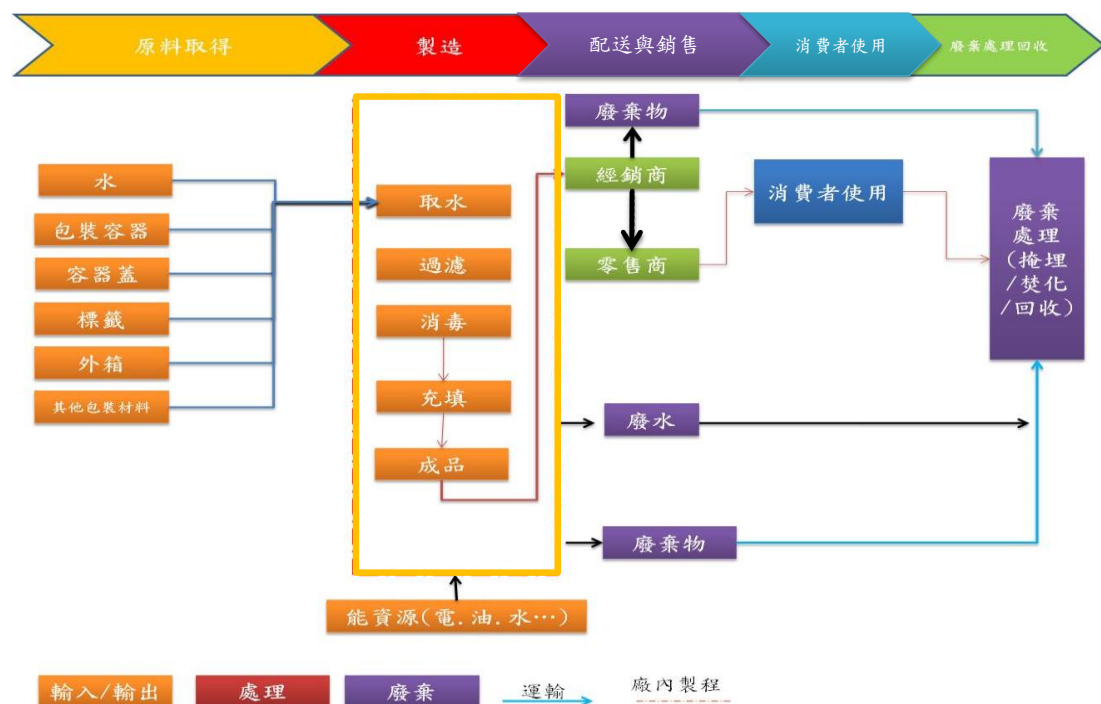 原料取得
製造
配送與銷售
消費者使用
廢棄處理回收
水
包裝容器
容器蓋
標籤
外箱
其他包裝材料
取水
過濾
消毒
充填
成品
能資源(電.油.水…)
廢棄物
經銷商
零售商
廢水
廢棄物
消費者使用
廢棄
處理
(掩埋
/焚化
/回收)
輸入/輸出
處理
廢棄
運輸
廠內製程